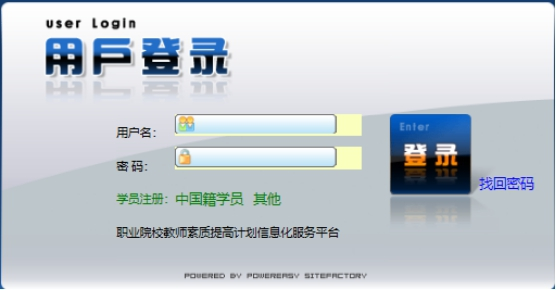 user Login
用戶登录
用户名：
Enter
登录
密 码：
找回密码
学员注册： 中国籍学员 其他
职业院校教师素质提高计划信息化服务平台
POWERED BY POWEREASY SITEFACTORY